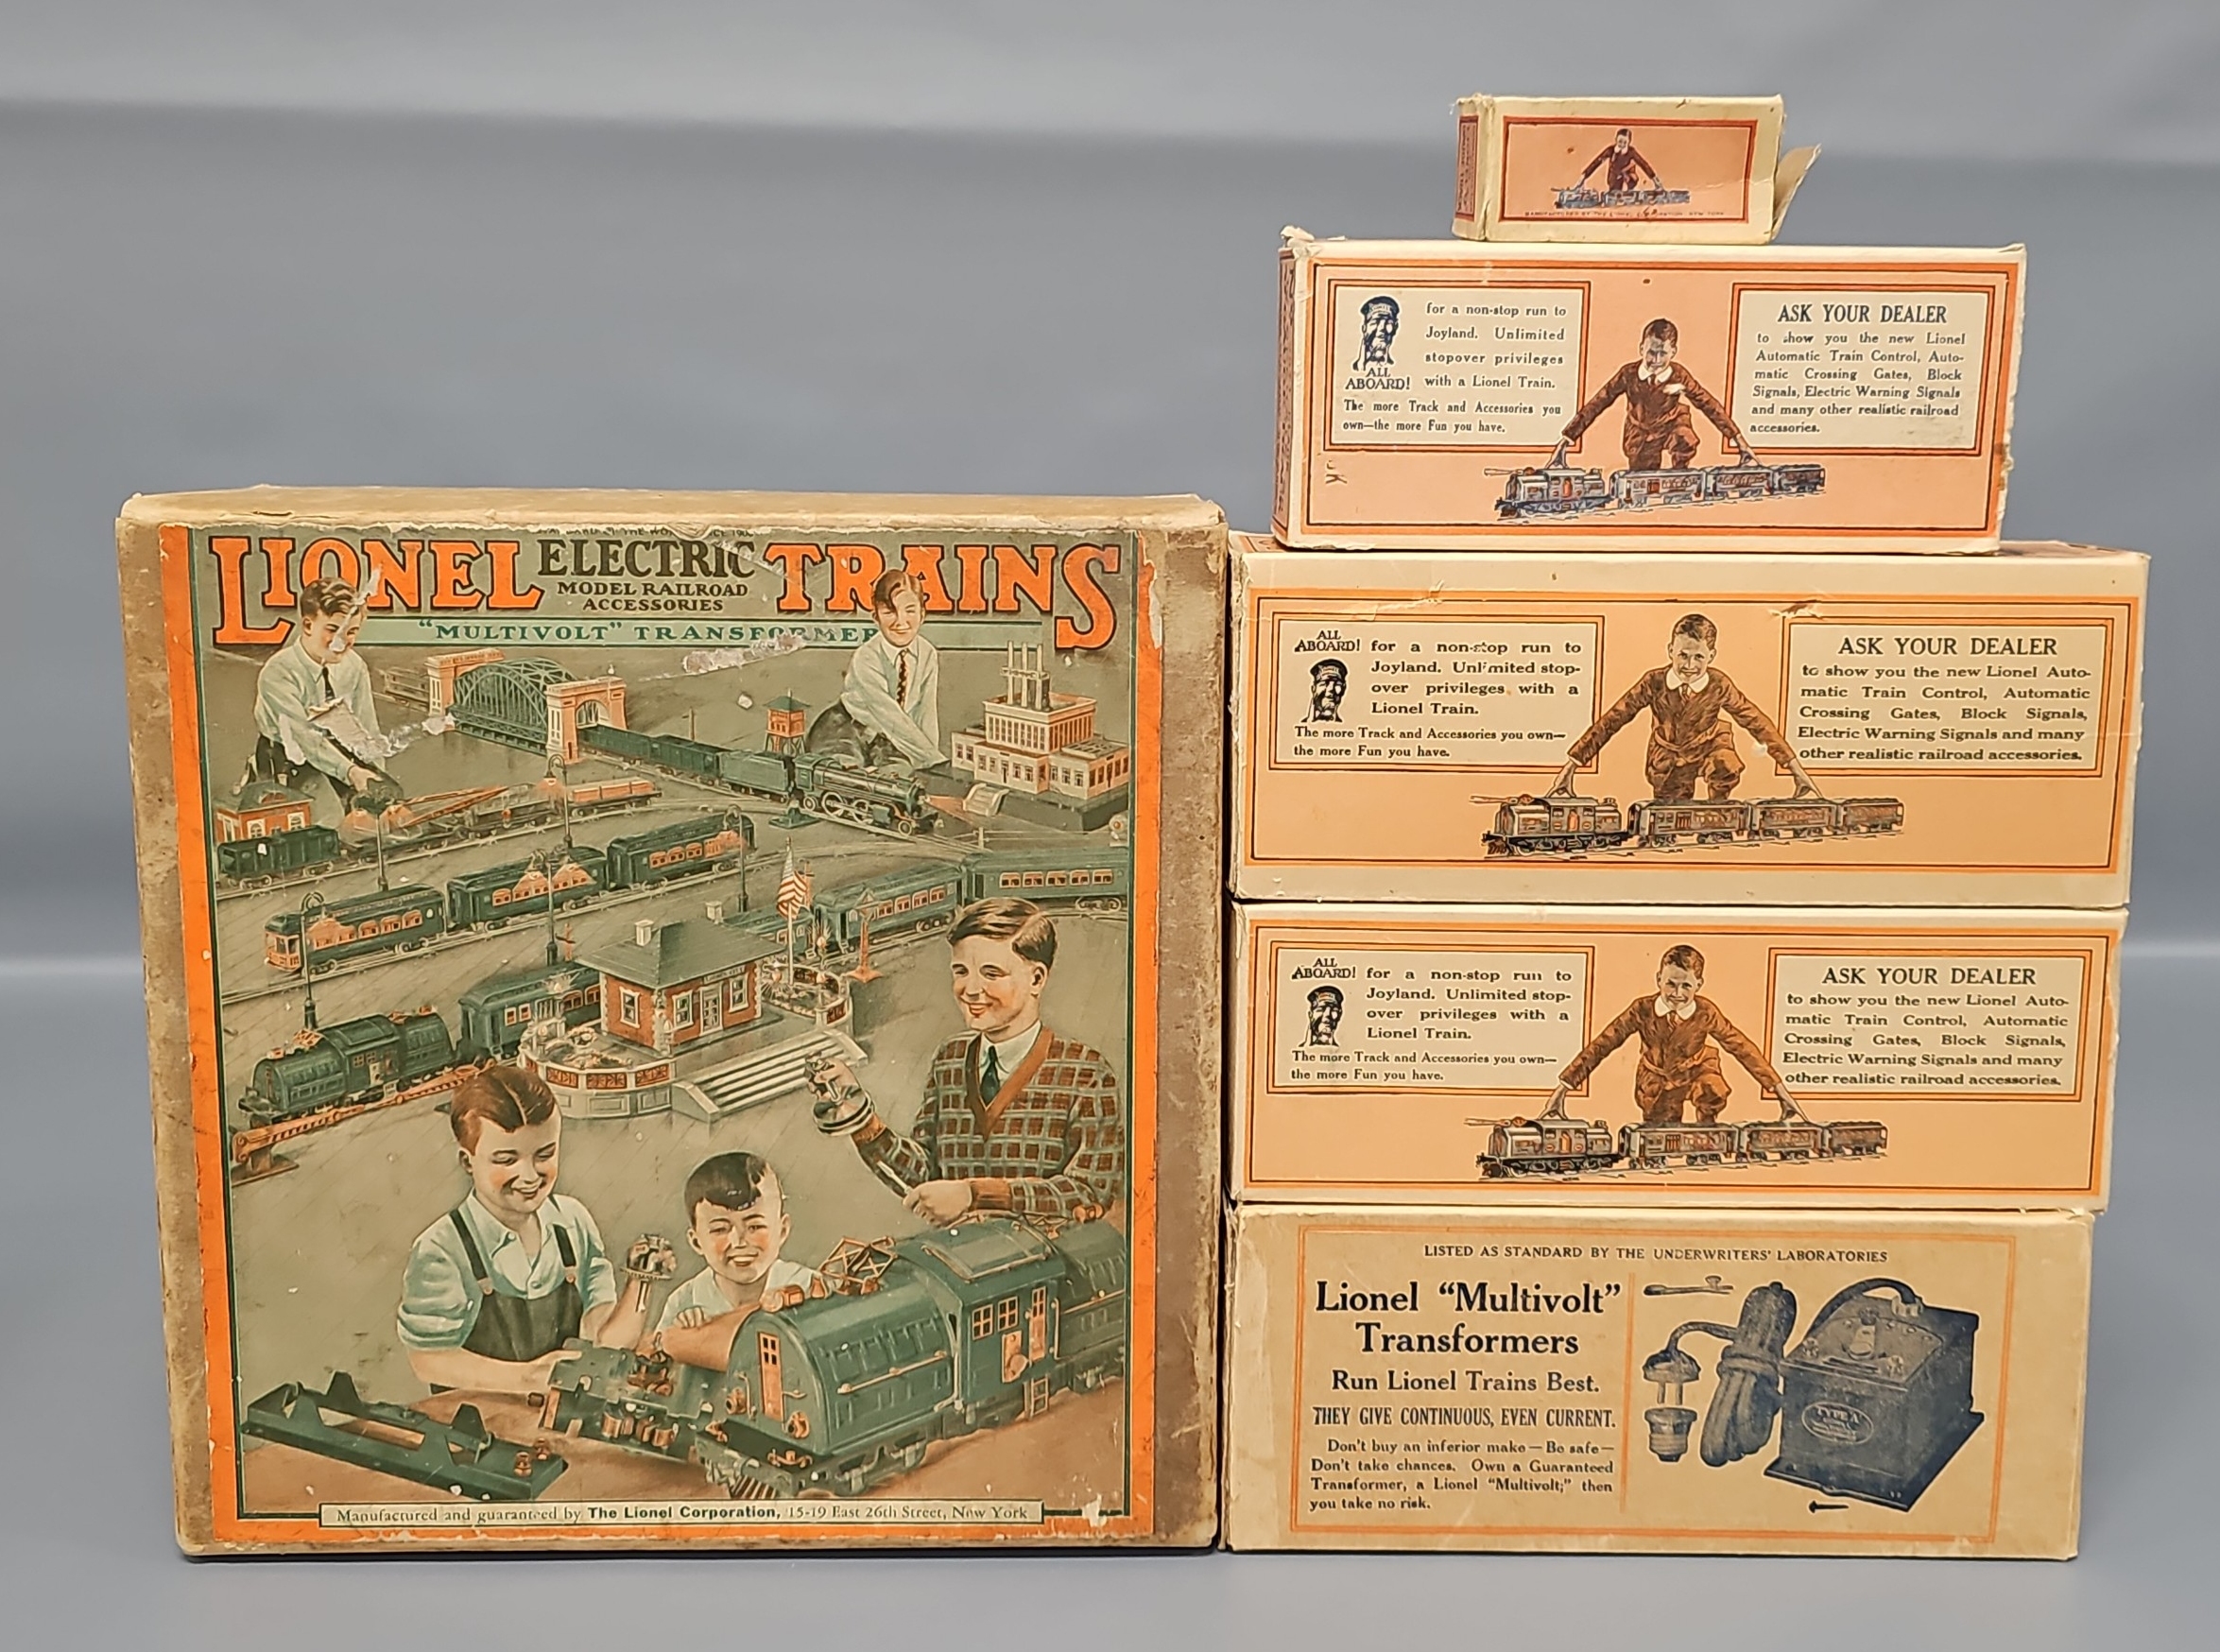 LIONEL ELECTRIC TRAINS
MODEL RAILROAD
ACCESSORIES
"MULTIVOLT" TRANSFORMER
Manufactured and guaranteed by The Lionel Corporation, 15-19 East 26th Street, New York
MANUFACTURED BY THE LIONEL CORPORATION, NEW YORK
ALL
ABOARD!
for a non-stop run to
Joyland. Unlimited
stopover privileges
with a Lionel Train.
The more Track and Accessories you
own—the more Fun you have.
ASK YOUR DEALER
to show you the new Lionel
Automatic Train Control, Auto-
matic Crossing Gates, Block
Signals, Electric Warning Signals
and many other realistic railroad
accessories.
ALL
ABOARD! for a non-stop run to
Joyland. Unlimited stop-
over privileges with a
Lionel Train.
The more Track and Accessories you own—
the more Fun you have.
ASK YOUR DEALER
to show you the new Lionel Auto-
matic Train Control, Automatic
Crossing Gates, Block Signals,
Electric Warning Signals and many
other realistic railroad accessories.
ALL
ABOARD! for a non-stop run to
Joyland. Unlimited stop-
over privileges with a
Lionel Train.
The more Track and Accessories you own—
the more Fun you have.
ASK YOUR DEALER
to show you the new Lionel Auto-
matic Train Control, Automatic
Crossing Gates, Block Signals,
Electric Warning Signals and many
other realistic railroad accessories.
LISTED AS STANDARD BY THE UNDERWRITERS' LABORATORIES
Lionel "Multivolt"
Transformers
Run Lionel Trains Best.
THEY GIVE CONTINUOUS, EVEN CURRENT.
Don't buy an inferior make—Be safe—
Don't take chances. Own a Guaranteed
Transformer, a Lionel "Multivolt;" then
you take no risk.
TYPE A